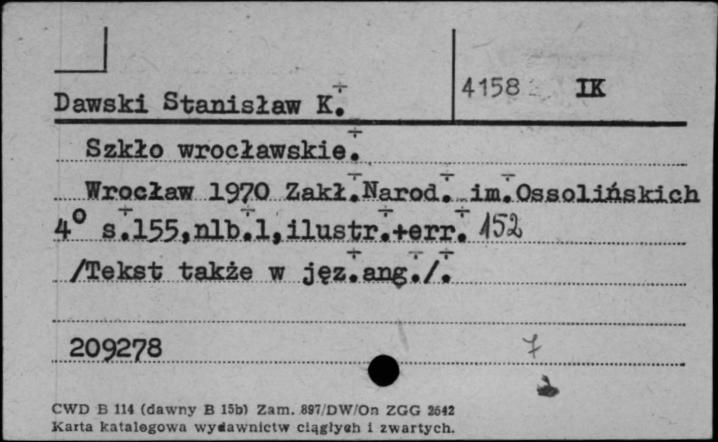 4158 IK
Dawski Stanisław K.
Szkło wrocławskie.
Wrocław 1970 Zakł.Narod. im.Ossolińskich
4° s.155,nlb.1,ilustr.+err. 152
/Tekst także w jęz.ang./.
209278
7
CWD B 114 (dawny B 15b) Zam. 897/DW/On ZGG 2642
Karta katalogowa wydawnictw ciągłych i zwartych.